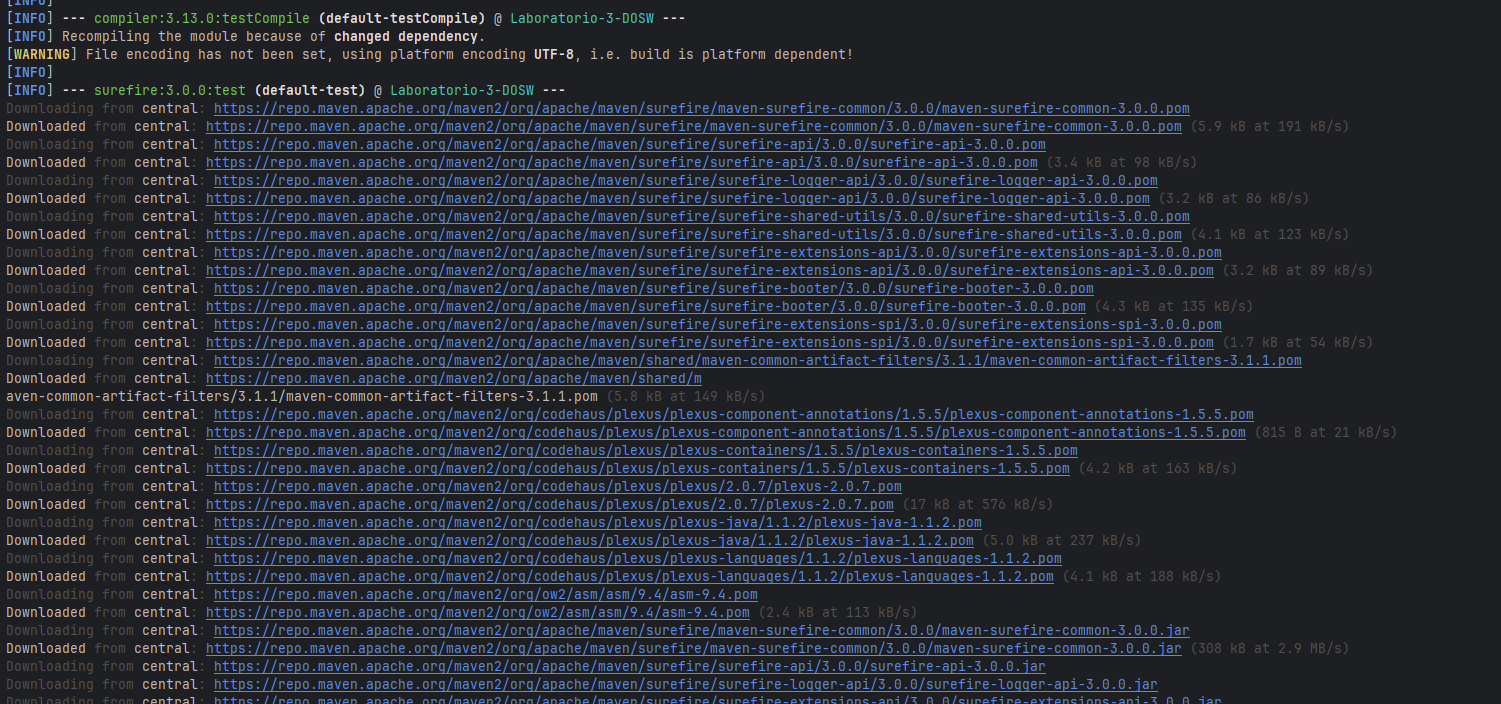 [INFO]
[INFO] --- compiler:3.13.0:testCompile (default-testCompile) @ Laboratorio-3-DOSW ---
[INFO] Recompiling the module because of changed dependency.
[WARNING] File encoding has not been set, using platform encoding UTF-8, i.e. build is platform dependent!
[INFO]
[INFO] --- surefire:3.0.0:test (default-test) @ Laboratorio-3-DOSW ---
Downloading from central: https://repo.maven.apache.org/maven2/org/apache/maven/surefire/maven-surefire-common/3.0.0/maven-surefire-common-3.0.0.pom
Downloaded from central: https://repo.maven.apache.org/maven2/org/apache/maven/surefire/maven-surefire-common/3.0.0/maven-surefire-common-3.0.0.pom (5.9 kB at 191 kB/s)
Downloading from central: https://repo.maven.apache.org/maven2/org/apache/maven/surefire/surefire-api/3.0.0/surefire-api-3.0.0.pom
Downloaded from central: https://repo.maven.apache.org/maven2/org/apache/maven/surefire/surefire-api/3.0.0/surefire-api-3.0.0.pom (3.4 kB at 98 kB/s)
Downloading from central: https://repo.maven.apache.org/maven2/org/apache/maven/surefire/surefire-logger-api/3.0.0/surefire-logger-api-3.0.0.pom
Downloaded from central: https://repo.maven.apache.org/maven2/org/apache/maven/surefire/surefire-logger-api/3.0.0/surefire-logger-api-3.0.0.pom (3.2 kB at 86 kB/s)
Downloading from central: https://repo.maven.apache.org/maven2/org/apache/maven/surefire/surefire-shared-utils/3.0.0/surefire-shared-utils-3.0.0.pom
Downloaded from central: https://repo.maven.apache.org/maven2/org/apache/maven/surefire/surefire-shared-utils/3.0.0/surefire-shared-utils-3.0.0.pom (4.1 kB at 123 kB/s)
Downloading from central: https://repo.maven.apache.org/maven2/org/apache/maven/surefire/surefire-extensions-api/3.0.0/surefire-extensions-api-3.0.0.pom
Downloaded from central: https://repo.maven.apache.org/maven2/org/apache/maven/surefire/surefire-extensions-api/3.0.0/surefire-extensions-api-3.0.0.pom (3.2 kB at 89 kB/s)
Downloading from central: https://repo.maven.apache.org/maven2/org/apache/maven/surefire/surefire-booter/3.0.0/surefire-booter-3.0.0.pom
Downloaded from central: https://repo.maven.apache.org/maven2/org/apache/maven/surefire/surefire-booter/3.0.0/surefire-booter-3.0.0.pom (4.3 kB at 135 kB/s)
Downloading from central: https://repo.maven.apache.org/maven2/org/apache/maven/surefire/surefire-extensions-spi/3.0.0/surefire-extensions-spi-3.0.0.pom
Downloaded from central: https://repo.maven.apache.org/maven2/org/apache/maven/surefire/surefire-extensions-spi/3.0.0/surefire-extensions-spi-3.0.0.pom (1.7 kB at 54 kB/s)
Downloading from central: https://repo.maven.apache.org/maven2/org/apache/maven/shared/maven-common-artifact-filters/3.1.1/maven-common-artifact-filters-3.1.1.pom
Downloaded from central: https://repo.maven.apache.org/maven2/org/apache/maven/shared/m
aven-common-artifact-filters/3.1.1/maven-common-artifact-filters-3.1.1.pom (5.8 kB at 149 kB/s)
Downloading from central: https://repo.maven.apache.org/maven2/org/codehaus/plexus/plexus-component-annotations/1.5.5/plexus-component-annotations-1.5.5.pom
Downloaded from central: https://repo.maven.apache.org/maven2/org/codehaus/plexus/plexus-component-annotations/1.5.5/plexus-component-annotations-1.5.5.pom (815 B at 21 kB/s)
Downloading from central: https://repo.maven.apache.org/maven2/org/codehaus/plexus/plexus-containers/1.5.5/plexus-containers-1.5.5.pom
Downloaded from central: https://repo.maven.apache.org/maven2/org/codehaus/plexus/plexus-containers/1.5.5/plexus-containers-1.5.5.pom (4.2 kB at 163 kB/s)
Downloading from central: https://repo.maven.apache.org/maven2/org/codehaus/plexus/plexus/2.0.7/plexus-2.0.7.pom
Downloaded from central: https://repo.maven.apache.org/maven2/org/codehaus/plexus/plexus/2.0.7/plexus-2.0.7.pom (17 kB at 576 kB/s)
Downloading from central: https://repo.maven.apache.org/maven2/org/codehaus/plexus/plexus-java/1.1.2/plexus-java-1.1.2.pom
Downloaded from central: https://repo.maven.apache.org/maven2/org/codehaus/plexus/plexus-java/1.1.2/plexus-java-1.1.2.pom (5.0 kB at 237 kB/s)
Downloading from central: https://repo.maven.apache.org/maven2/org/codehaus/plexus/plexus-languages/1.1.2/plexus-languages-1.1.2.pom
Downloaded from central: https://repo.maven.apache.org/maven2/org/codehaus/plexus/plexus-languages/1.1.2/plexus-languages-1.1.2.pom (4.1 kB at 188 kB/s)
Downloading from central: https://repo.maven.apache.org/maven2/org/ow2/asm/asm/9.4/asm-9.4.pom
Downloaded from central: https://repo.maven.apache.org/maven2/org/ow2/asm/asm/9.4/asm-9.4.pom (2.4 kB at 113 kB/s)
Downloading from central: https://repo.maven.apache.org/maven2/org/apache/maven/surefire/maven-surefire-common/3.0.0/maven-surefire-common-3.0.0.jar
Downloaded from central: https://repo.maven.apache.org/maven2/org/apache/maven/surefire/maven-surefire-common/3.0.0/maven-surefire-common-3.0.0.jar (308 kB at 2.9 MB/s)
Downloading from central: https://repo.maven.apache.org/maven2/org/apache/maven/surefire/surefire-api/3.0.0/surefire-api-3.0.0.jar
Downloading from central: https://repo.maven.apache.org/maven2/org/apache/maven/surefire/surefire-logger-api/3.0.0/surefire-logger-api-3.0.0.jar
Downloading from central: https://repo.maven.apache.org/maven2/org/apache/maven/surefire/surefire-extensions-api/3.0.0/surefire-extensions-api-3.0.0.jar